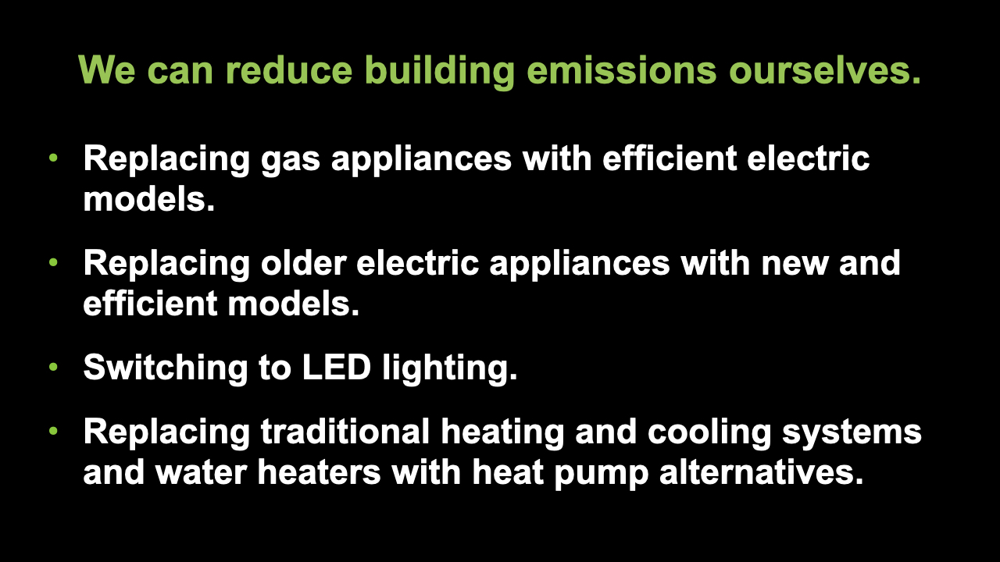 We can reduce building emissions ourselves.
• Replacing gas appliances with efficient electric
models.
• Replacing older electric appliances with new and
efficient models.
• Switching to LED lighting.
• Replacing traditional heating and cooling systems
and water heaters with heat pump alternatives.